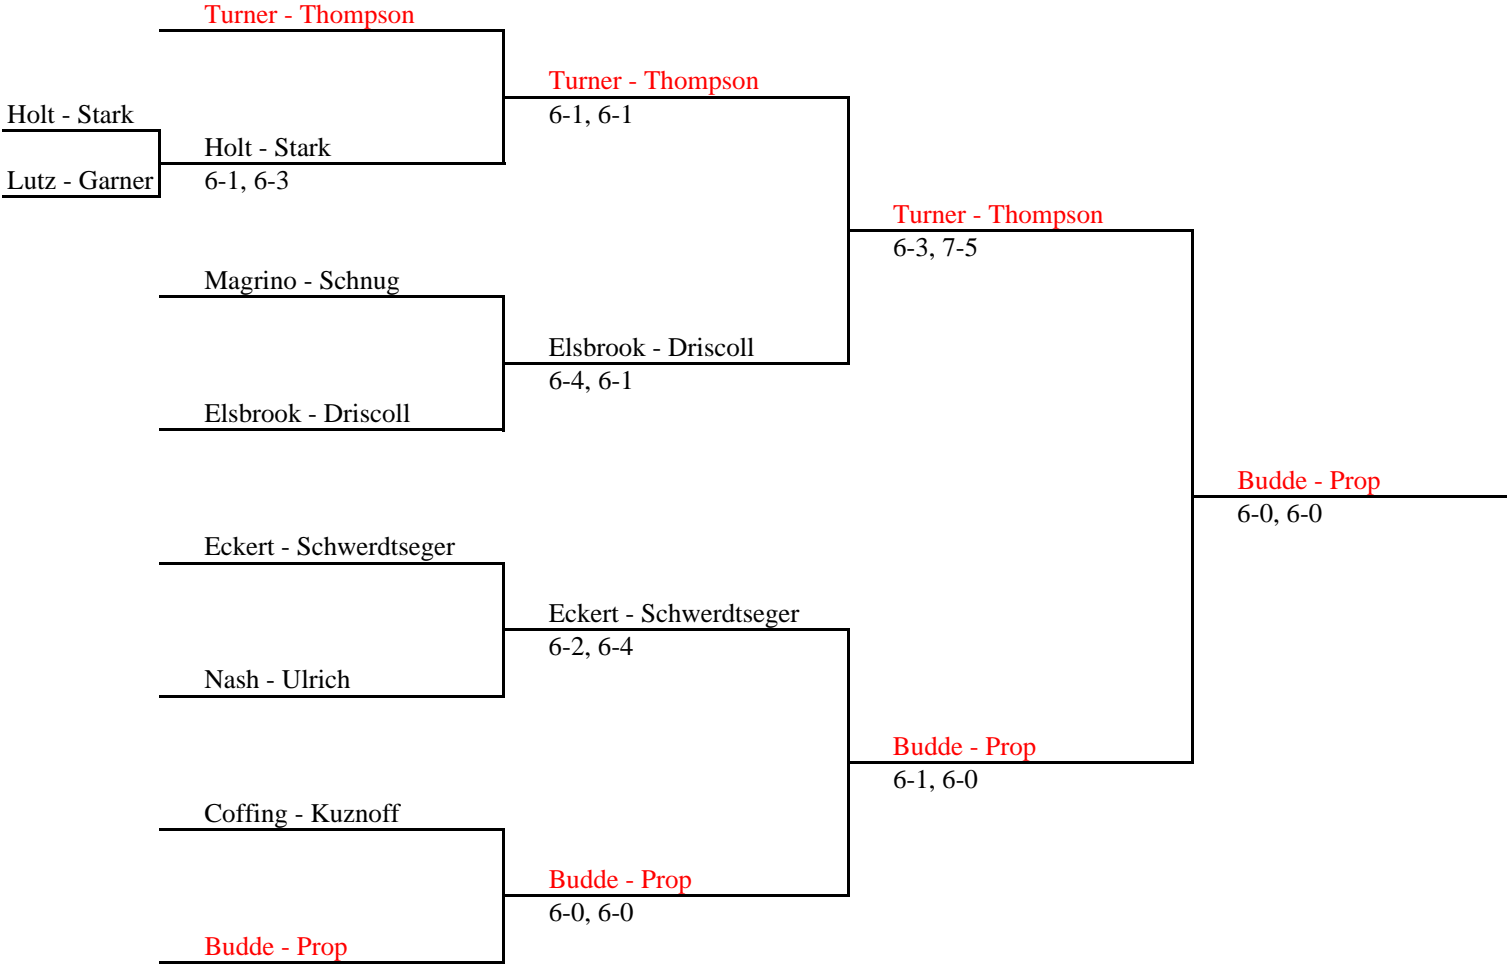 Turner - Thompson
Turner - Thompson
6-1, 6-1
Holt - Stark
Holt - Stark
6-1, 6-3
Lutz - Garner
Turner - Thompson
6-3, 7-5
Magrino - Schnug
Elsbrook - Driscoll
6-4, 6-1
Elsbrook - Driscoll
Budde - Prop
6-0, 6-0
Eckert - Schwerdtseger
Eckert - Schwerdtseger
6-2, 6-4
Nash - Ulrich
Budde - Prop
6-1, 6-0
Coffing - Kuznoff
Budde - Prop
6-0, 6-0
Budde - Prop